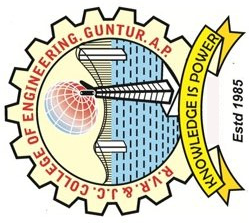 R.V.R.& J.C.COLLEGE OF ENGINEERING. GUNTUR. A.P
KNOWLEDGE IS POWER
Estd 1985